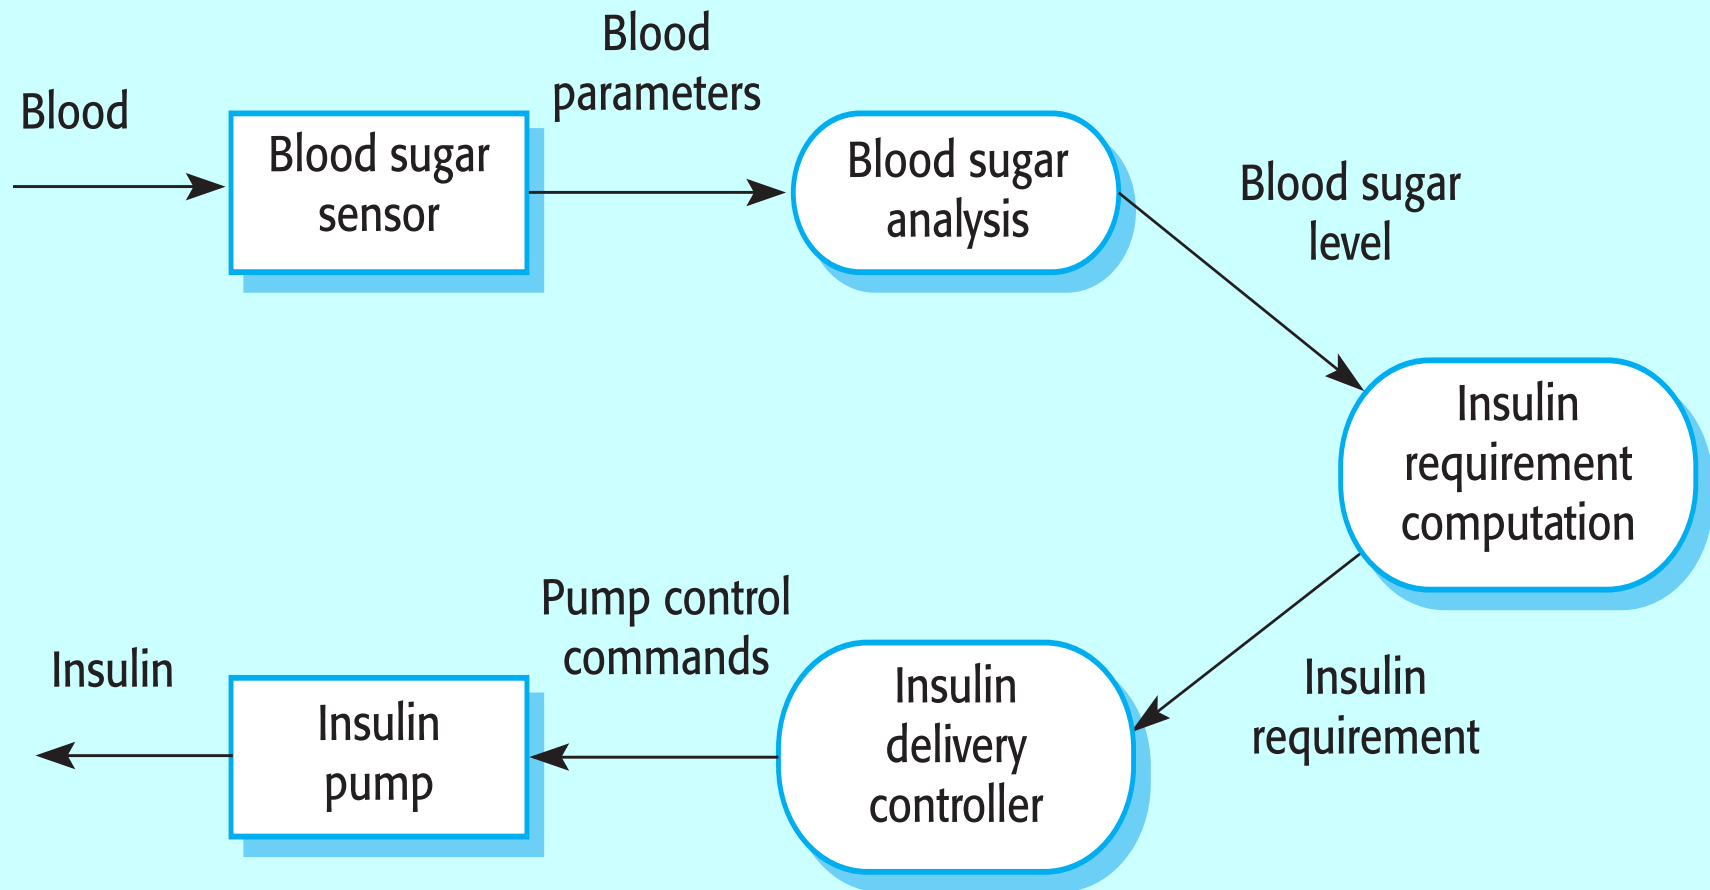 Blood
Blood sugar
sensor
Blood
parameters
Blood sugar
analysis
Blood sugar
level
Insulin
requirement
computation
Insulin
requirement
Insulin
delivery
controller
Pump control
commands
Insulin
pump
Insulin